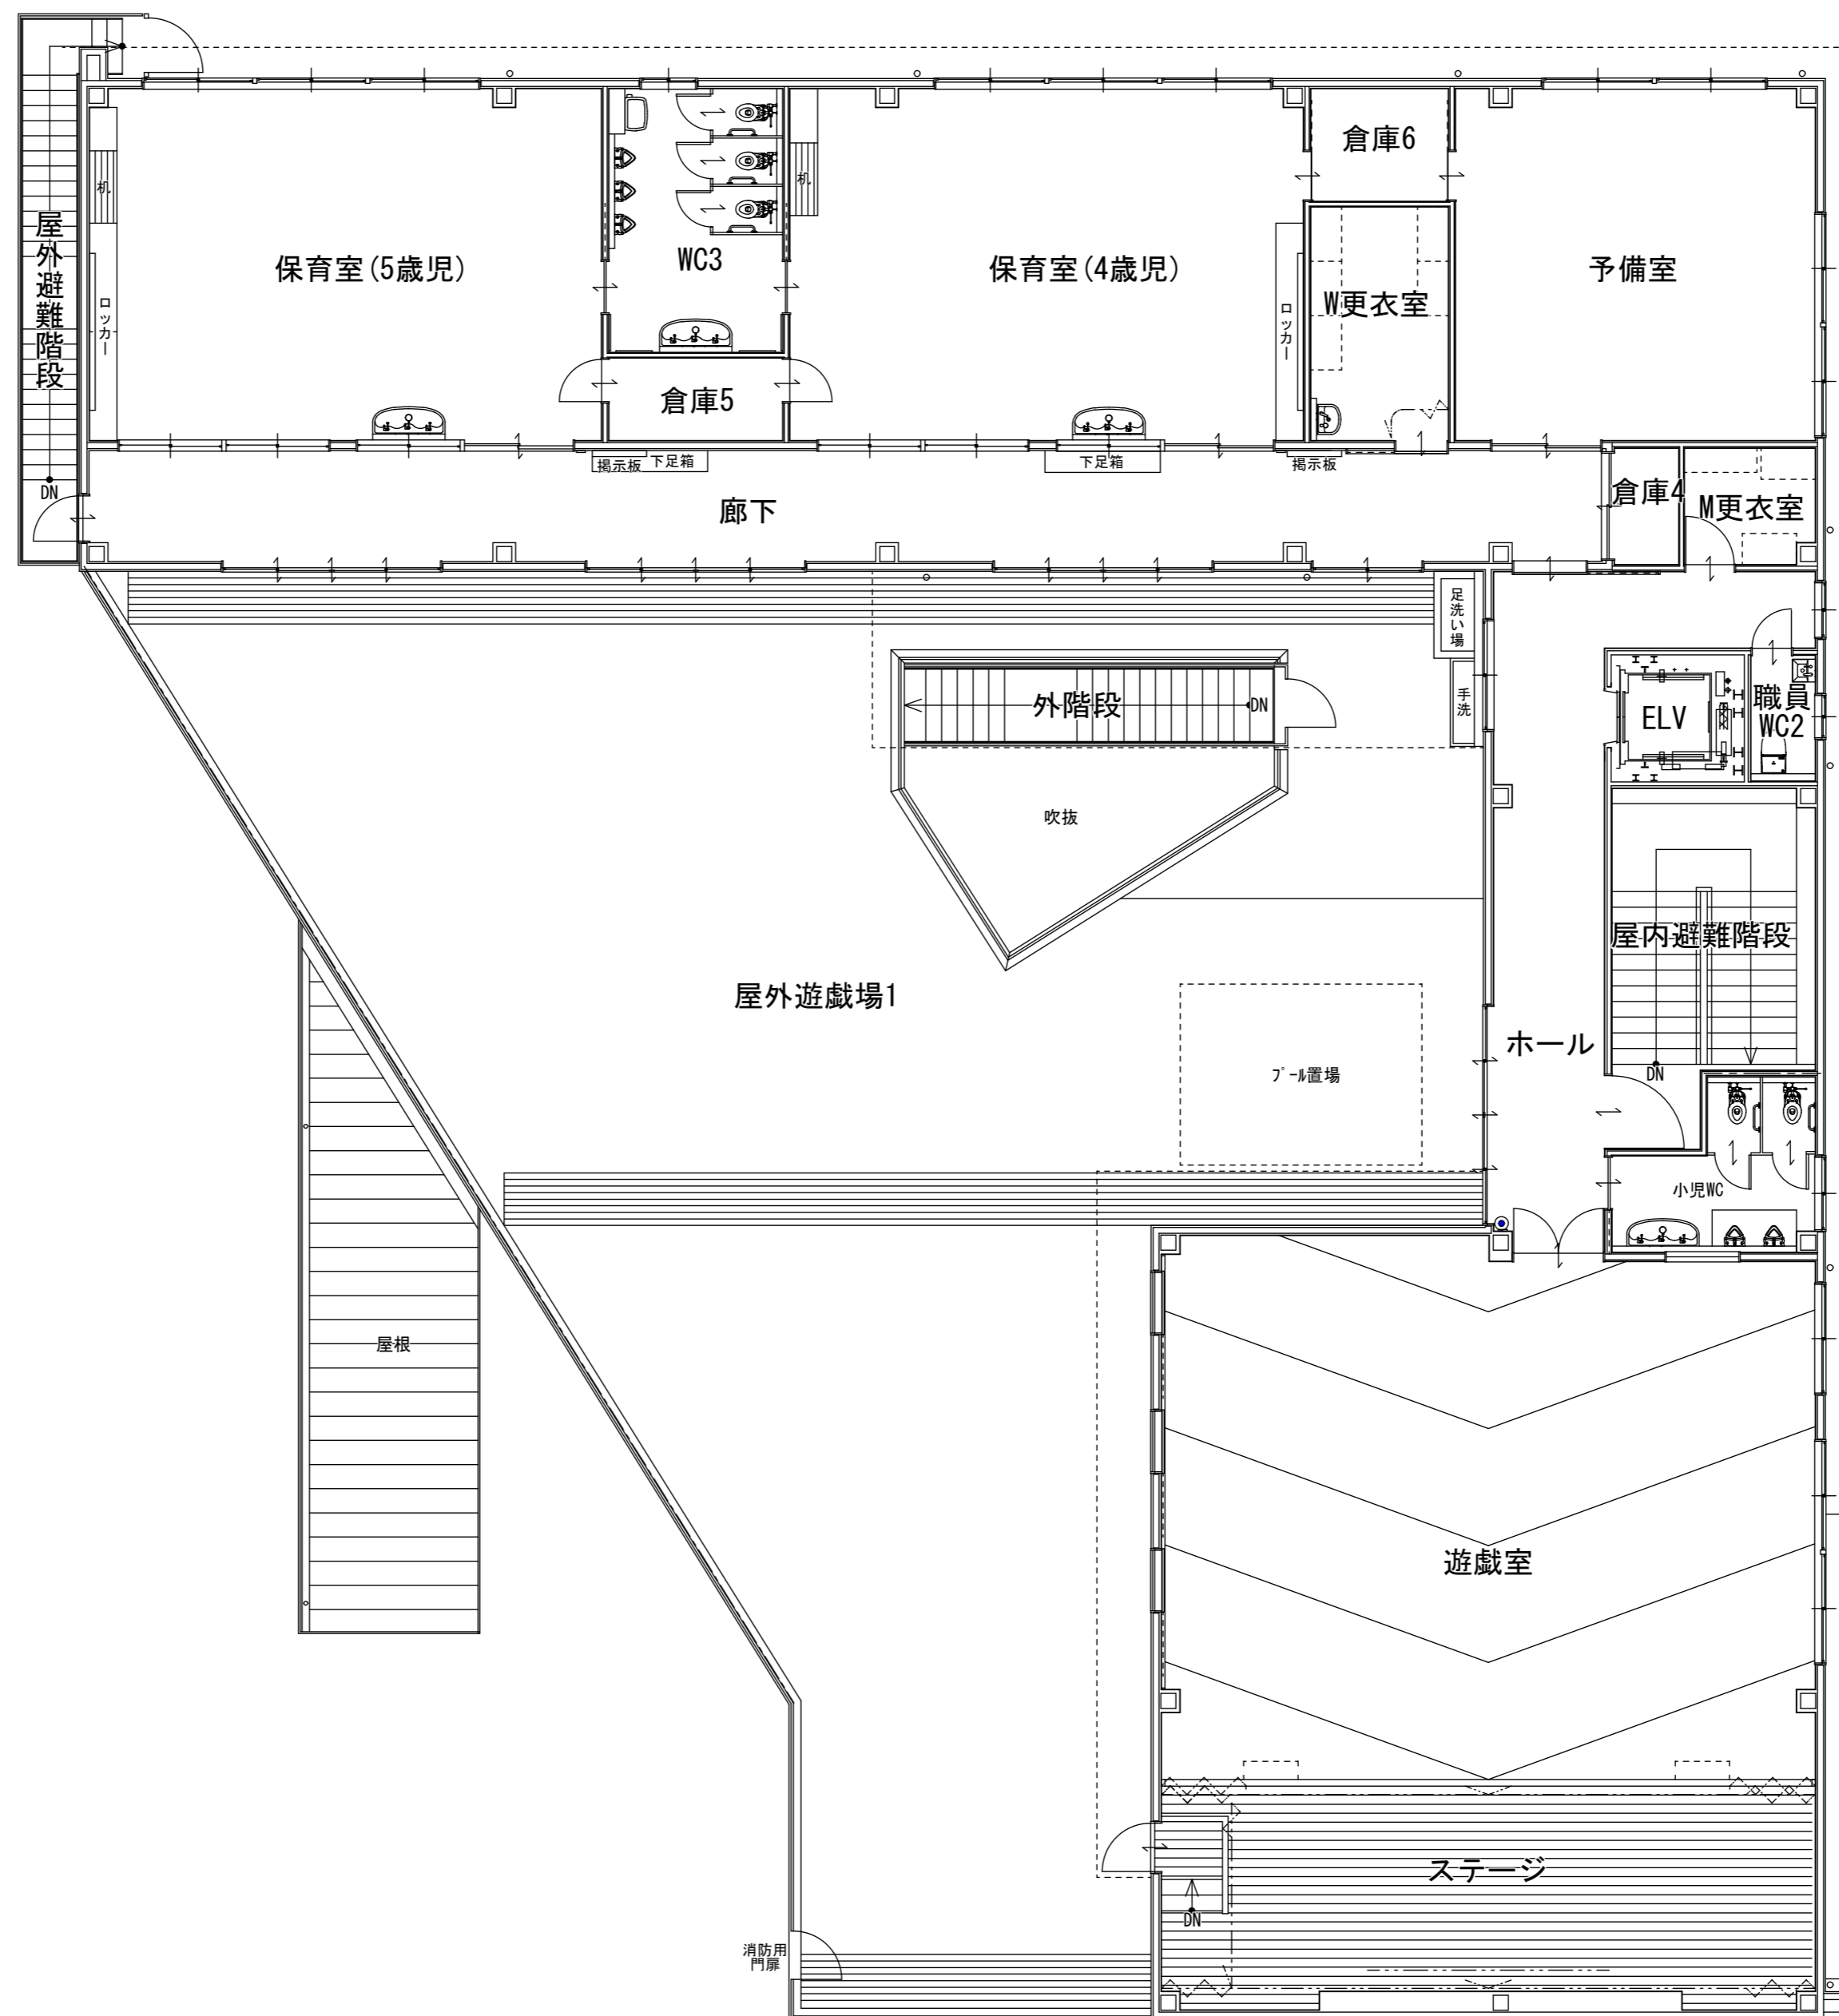 倉庫6
机
机
屋外避難階段
保育室(5歳児)
WC3
保育室(4歳児)
予備室
W更衣室
ロッカー
ロッカー
倉庫5
掲示板
下足箱
下足箱
掲示板
DN
廊下
倉庫4
M更衣室
足洗い場
手洗
外階段
DN
ELV
職員
WC2
吹抜
屋内避難階段
屋外遊戯場1
ホール
プール置場
DN
小児WC
屋根
遊戯室
ステージ
DN
消防用
門扉